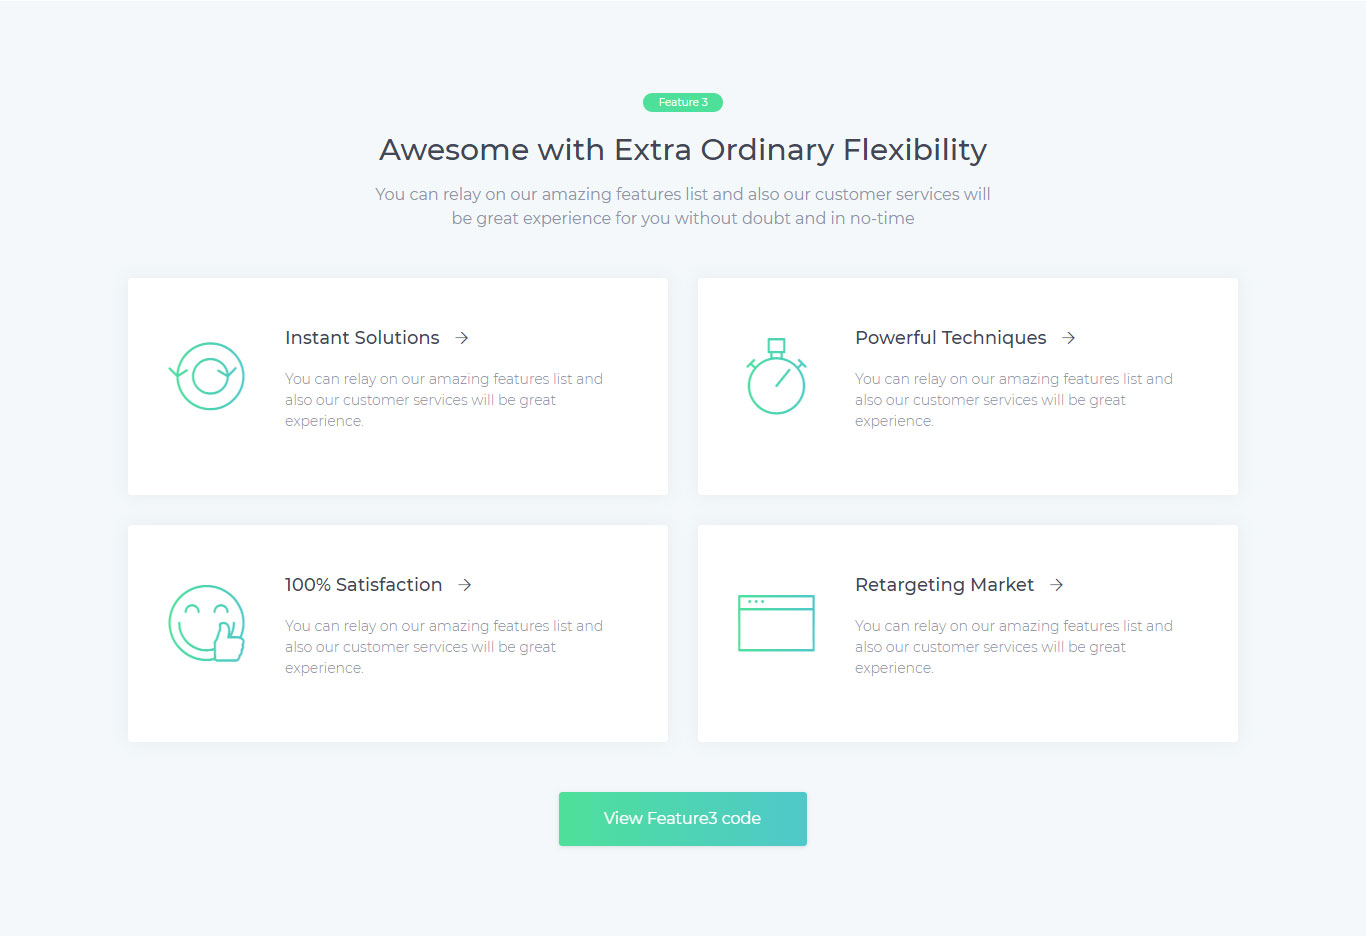 Feature 3
Awesome with Extra Ordinary Flexibility
You can relay on our amazing features list and also our customer services will
be great experience for you without doubt and in no-time
Instant Solutions
You can relay on our amazing features list and
also our customer services will be great
experience.
Powerful Techniques
You can relay on our amazing features list and
also our customer services will be great
experience.
100% Satisfaction
You can relay on our amazing features list and
also our customer services will be great
experience.
Retargeting Market
You can relay on our amazing features list and
also our customer services will be great
experience.
View Feature3 code